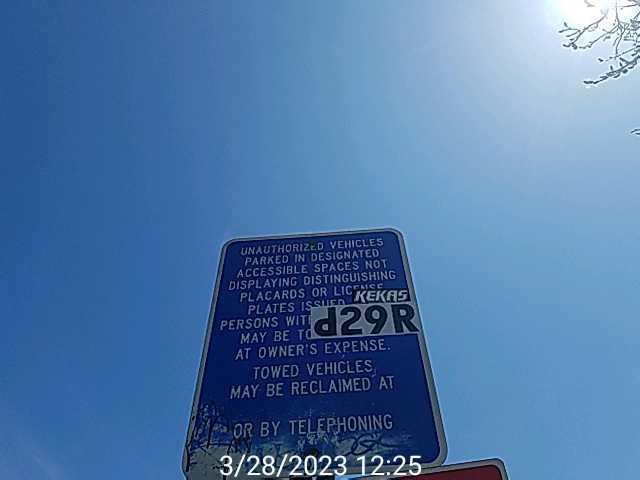 UNAUTHORIZED VEHICLES
PARKED IN DESIGNATED
ACCESSIBLE SPACES NOT
DISPLAYING DISTINGUISHING
PLACARDS OR LICENSE
PLATES ISSUED
KEKAS
PERSONS WIT
d29R
MAY BE TO
AT OWNER'S EXPENSE.
TOWED VEHICLES
MAY BE RECLAIMED AT
OR BY TELEPHONING
3/28/2023 12:25